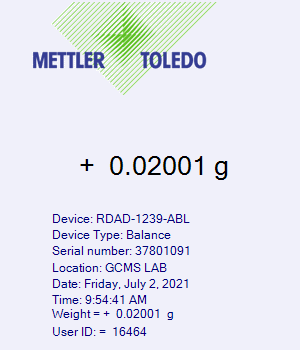 METTLER TOLEDO
+ 0.02001 g
Device: RDAD-1239-ABL
Device Type: Balance
Serial number: 37801091
Location: GCMS LAB
Date: Friday, July 2, 2021
Time: 9:54:41 AM
Weight = + 0.02001 g
User ID: = 16464